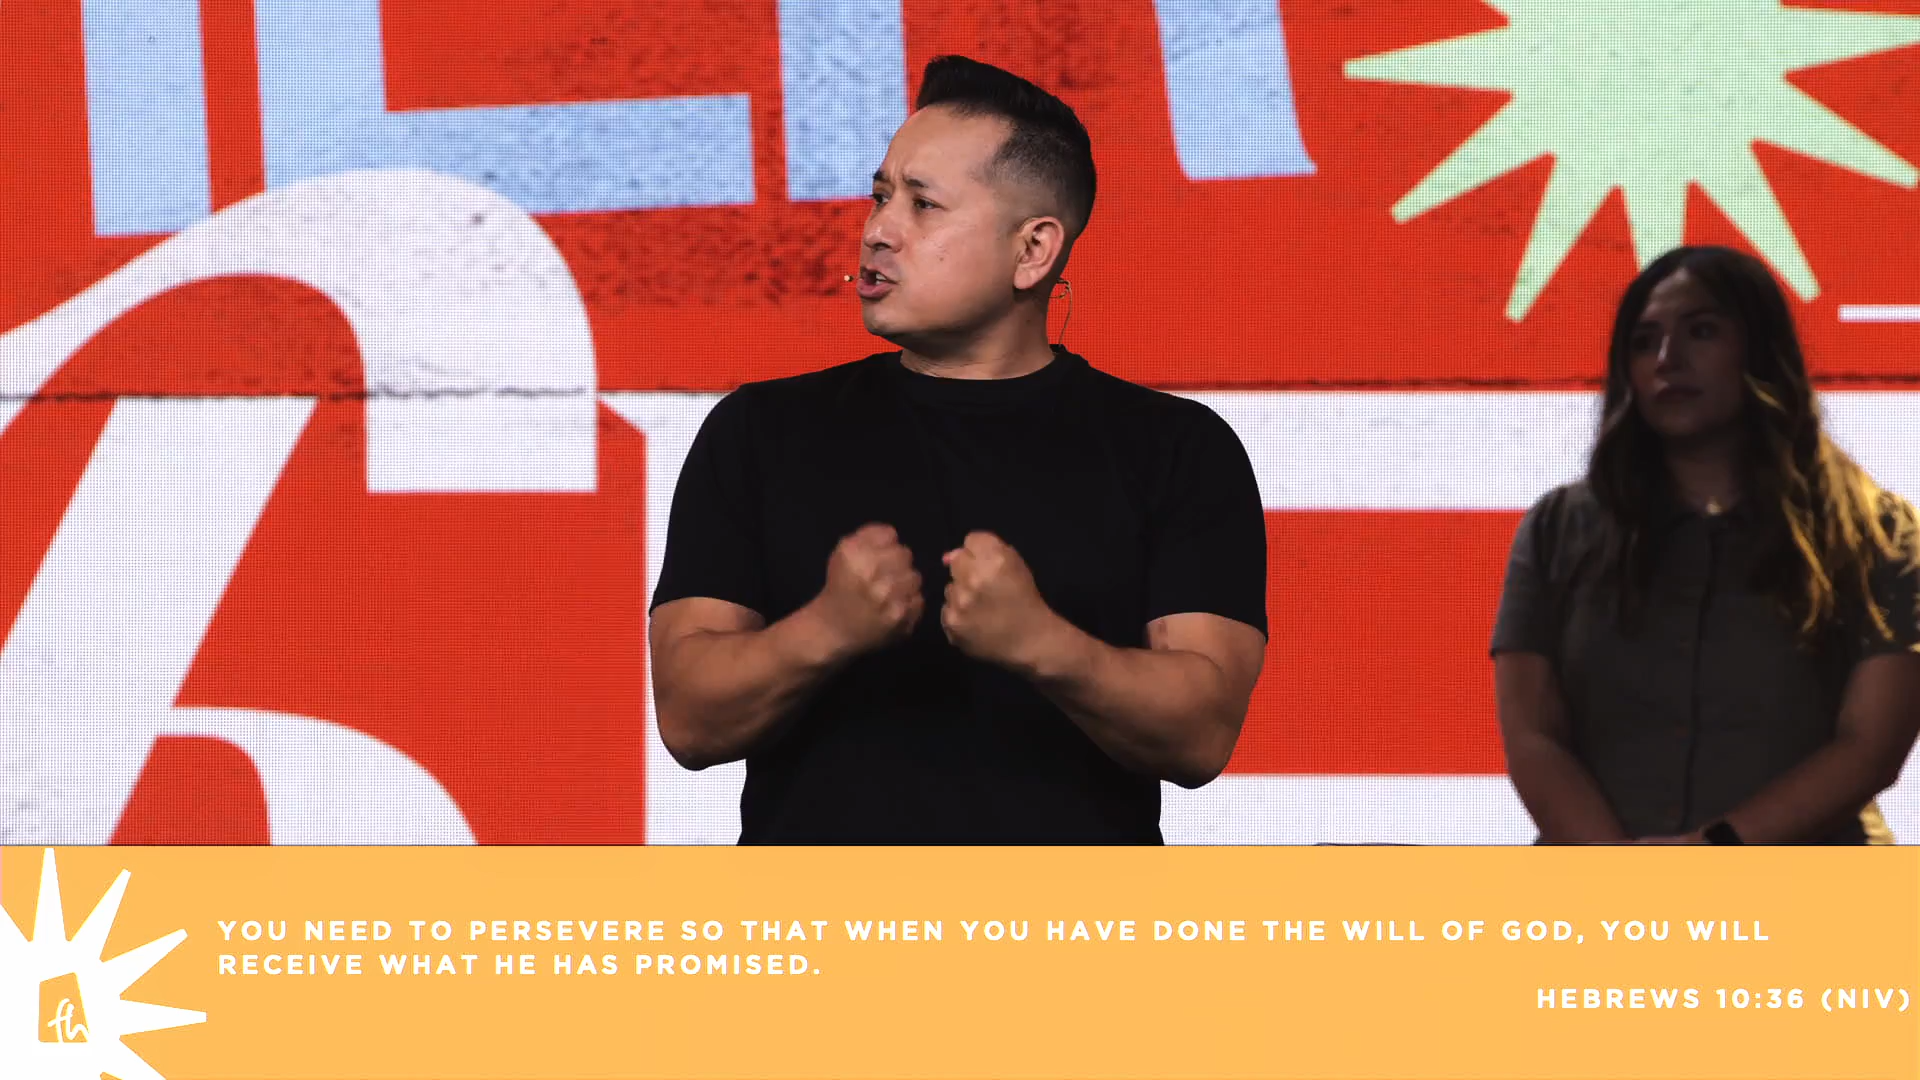 YOU NEED TO PERSEVERE SO THAT WHEN YOU HAVE DONE THE WILL OF GOD, YOU WILL
RECEIVE WHAT HE HAS PROMISED.
HEBREWS 10:36 (NIV)
fh